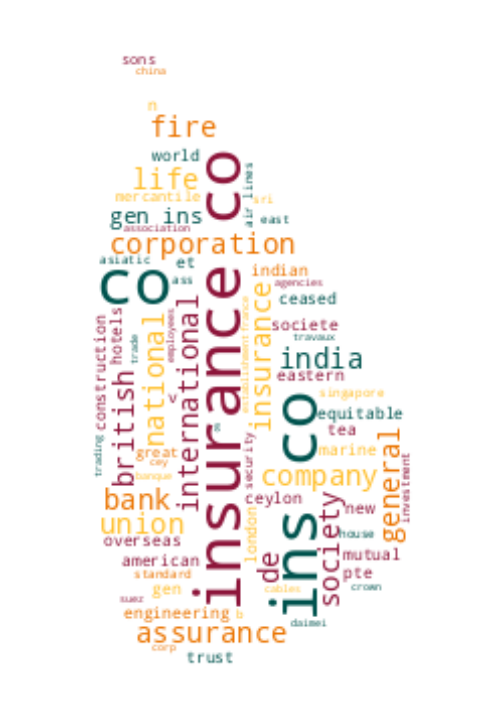 sons
china
n
fire
world
co
life
air lines
mercantile
sri
gen ins
east
association
corporation
asiatic
et
co
ass
indian
agencies
insurance co
insurance
ceased
international
employees
establishment france
hotels
construction
trade
national
societe
travaux
india
eastern
british
v
singapore
ins co
equitable
os
tea
general
security
marine
great
cey
trading
company
investment
banque
bank
ceylon
society
new
union
london
house
overseas
mutual
american
de
pte
standard
gen
cables
crown
suez
engineering
b
daimei
assurance
corp
trust